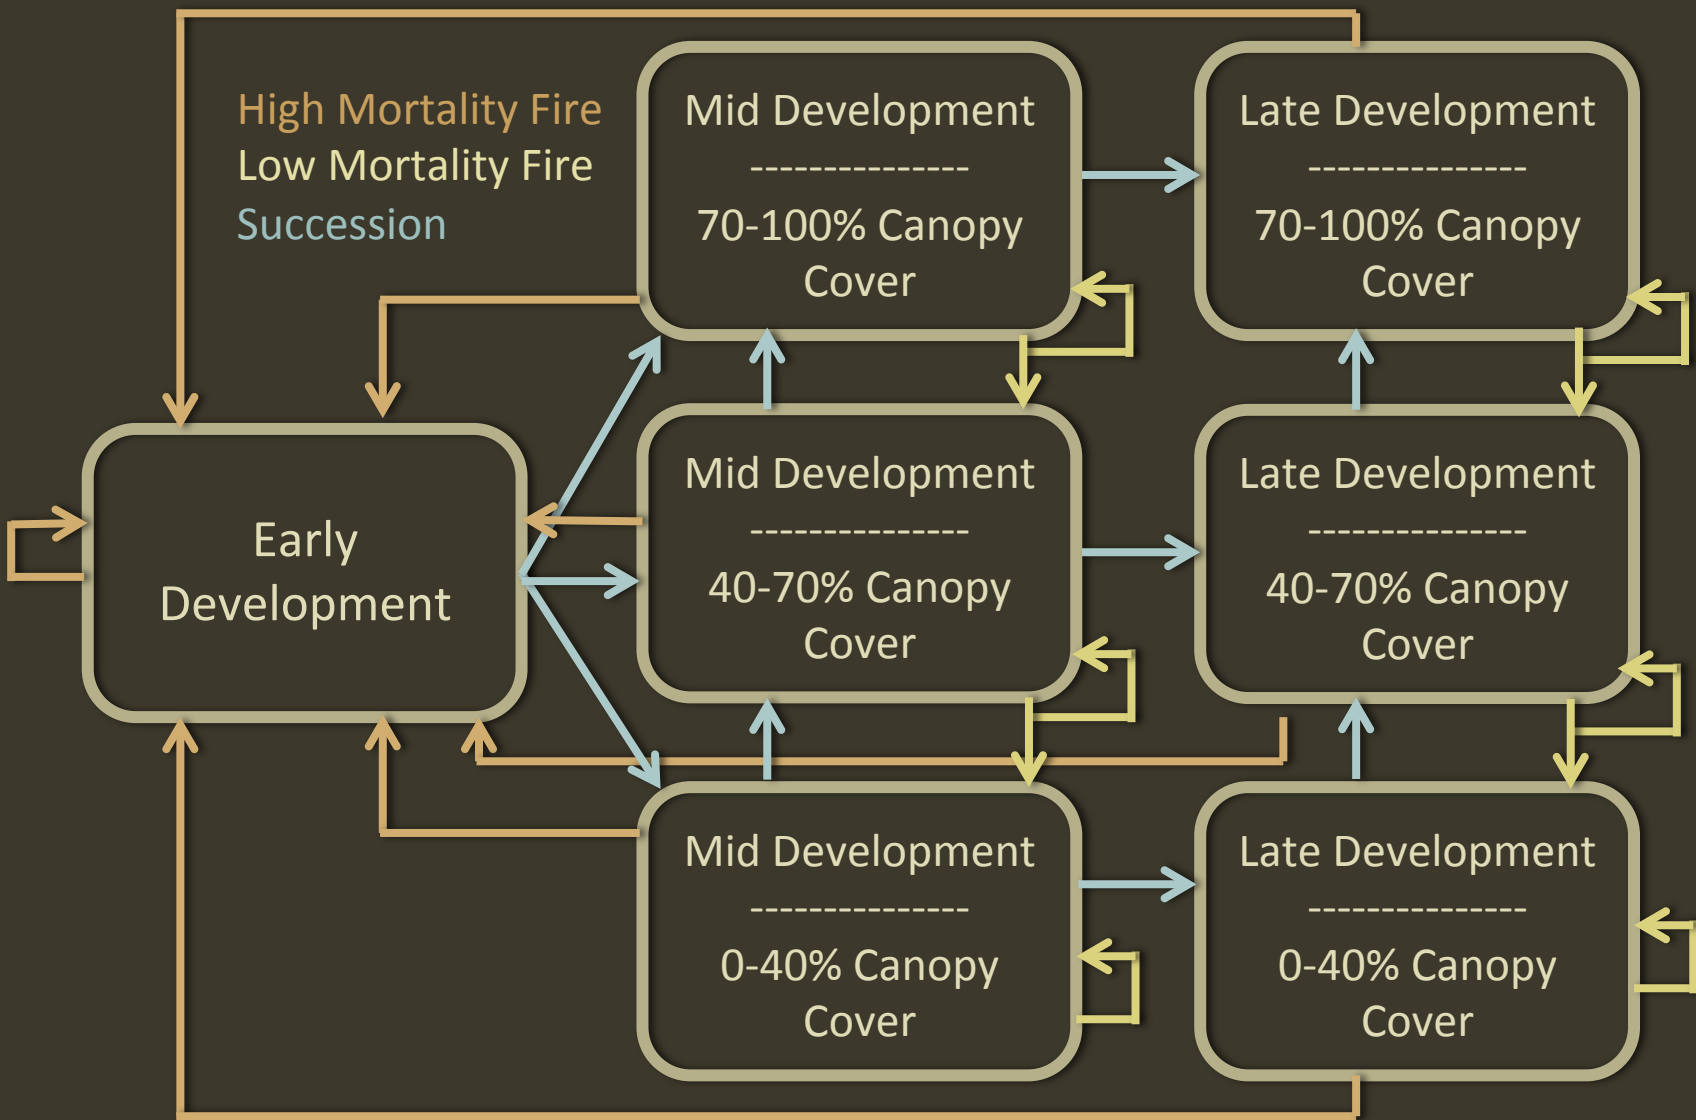 High Mortality Fire
Low Mortality Fire
Succession
Mid Development
--------------
70-100% Canopy
Cover
Late Development
--------------
70-100% Canopy
Cover
Early
Development
Mid Development
--------------
40-70% Canopy
Cover
Late Development
--------------
40-70% Canopy
Cover
Mid Development
--------------
0-40% Canopy
Cover
Late Development
--------------
0-40% Canopy
Cover